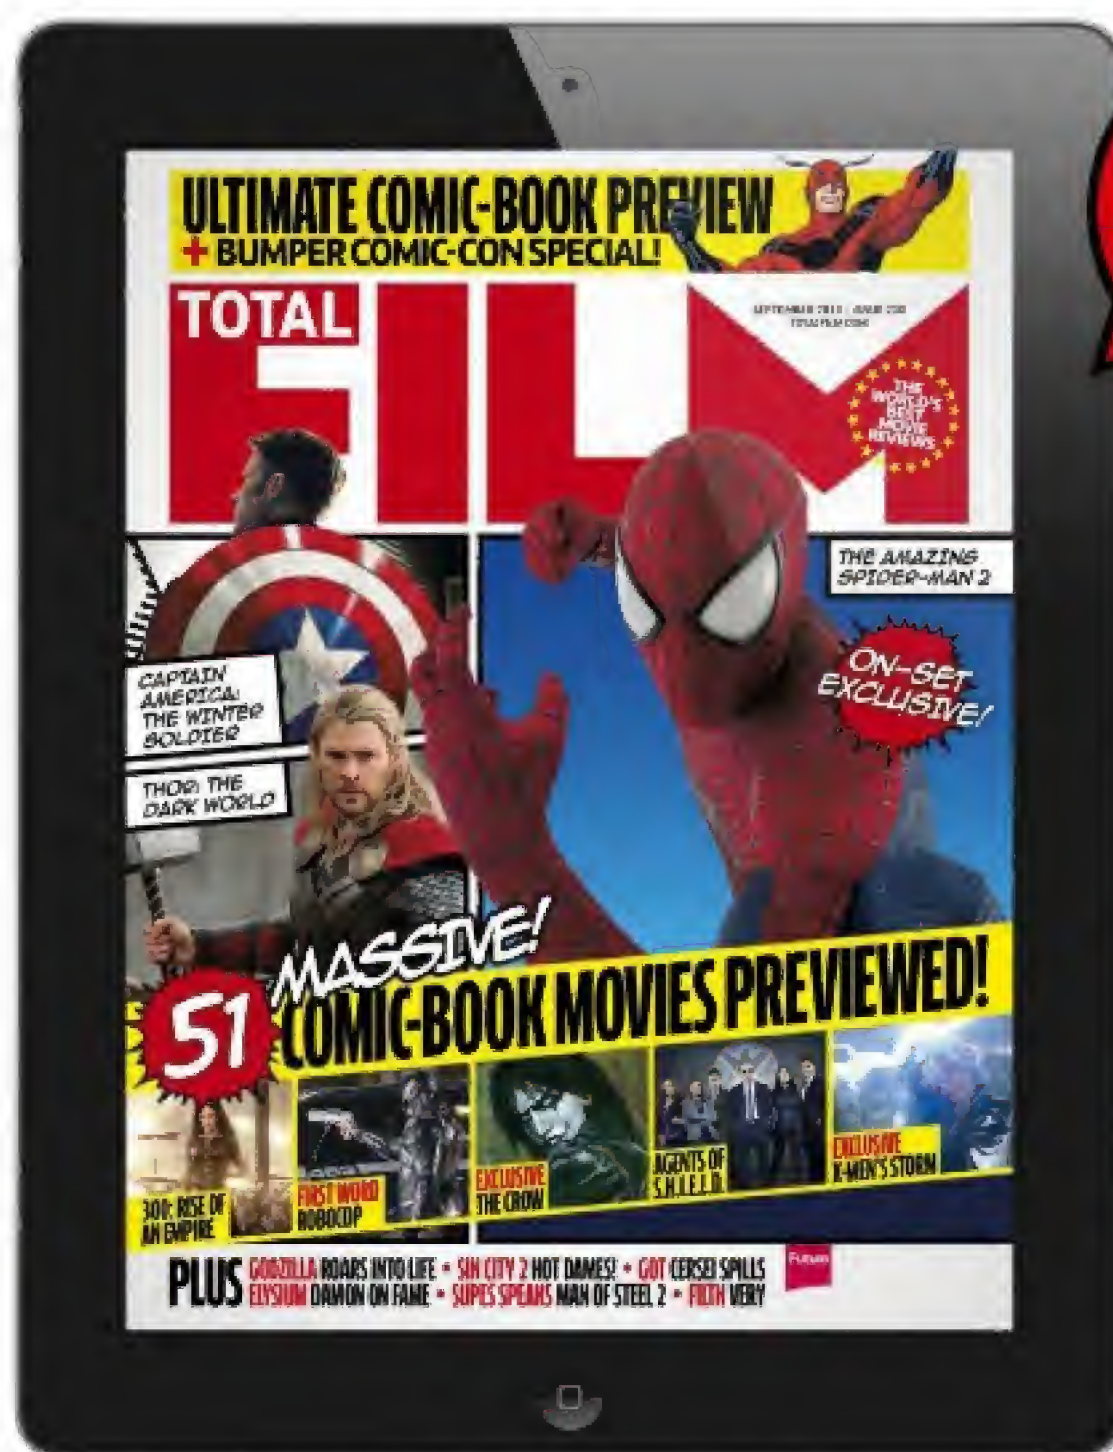 ULTIMATE COMIC-BOOK PREVIEW
+ BUMPER COMIC-CON SPECIAL!
TOTAL
FILM
SEPTEMBER
TOTALFILM.COM
THE
WORLD'S
BEST
MOVIE
REVIEWS
THE AMAZING
SPIDER-MAN 2
ON-SET
EXCLUSIVE!
CAPTAIN
AMERICA:
THE WINTER
SOLDIER
THOR: THE
DARK WORLD
MASSIVE!
51 COMIC-BOOK MOVIES PREVIEWED!
300: RISE OF
AN EMPIRE
FIRST WORD
ROBOCOP
EXCLUSIVE
THE CROW
AGENTS OF
S.H.I.E.L.D.
EXCLUSIVE
X-MEN'S STORM
PLUS
GODZILLA ROARS INTO LIFE • SIN CITY 2 HOT DAMES! • GOT CERSEI SPILLS
ELYSIUM DAMON ON FAME • SUPES SPEAKS MAN OF STEEL 2 • FILTH VERY
Future